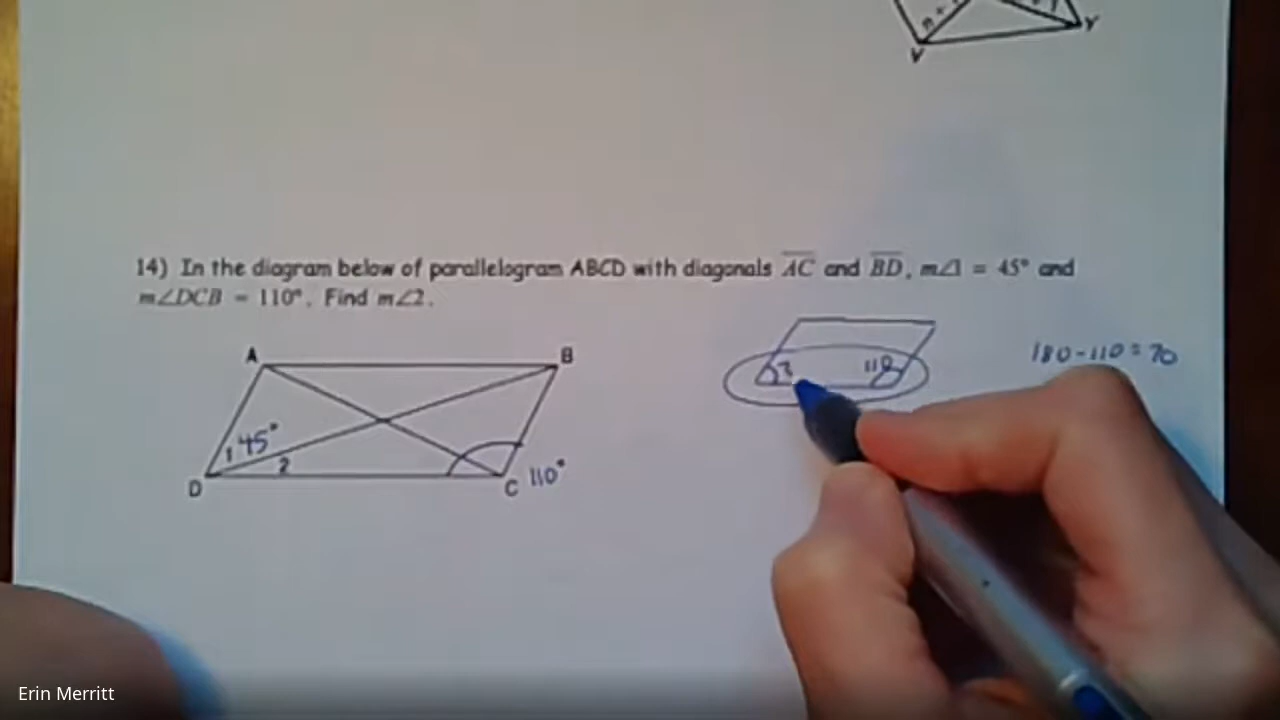 V
Y
14) In the diagram below of parallelogram ABCD with diagonals AC and BD, m∠1 = 45° and
m∠DCB = 110°. Find m∠2.
A B
1 45°
2
D C 110°
110
180-110=70
Erin Merritt